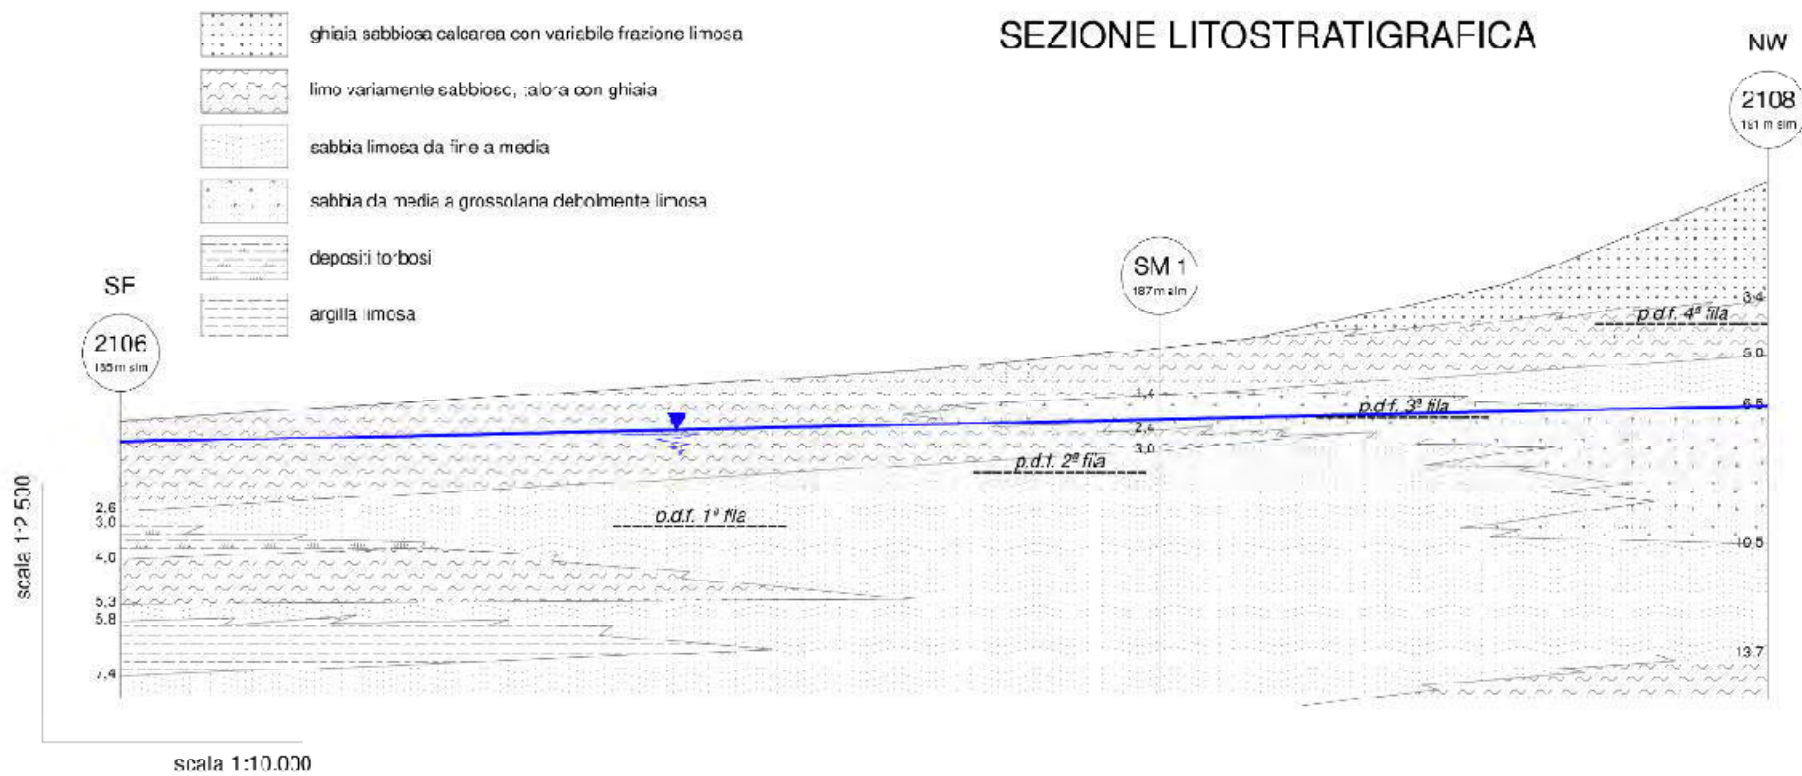 SEZIONE LITOSTRATIGRAFICA
ghiaia sabbiosa calcarea con variabile frazione limosa
limo variamente sabbioso, talora con ghiaia
sabbia limosa da fine a media
sabbia da media a grossolana debolmente limosa
depositi torbosi
argilla limosa
NW
2108
191 m slm
SM 1
187 m slm
SE
2106
185 m slm
3,4
p.d.f. 4ª fila
5,0
1,4
p.d.f. 3ª fila
6,5
2,4
3,0
p.d.f. 2ª fila
2,6
3,0
p.d.f. 1ª fila
10,5
4,0
5,3
5,8
13,7
7,4
scala 1:2.500
scala 1:10.000